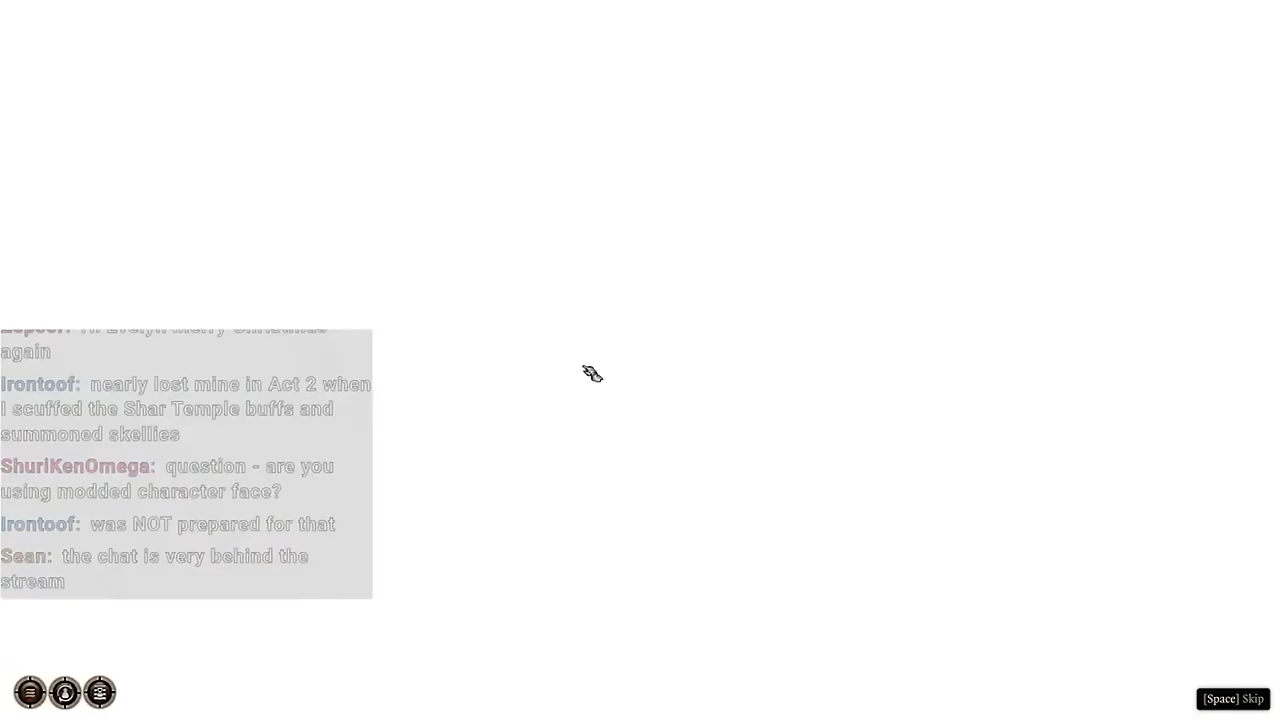 again
Irontoof: nearly lost mine in Act 2 when
I scuffed the Shar Temple buffs and
summoned skellies
ShuriKenOmega: question - are you
using modded character face?
Irontoof: was NOT prepared for that
Sean: the chat is very behind the
stream
[Space] Skip